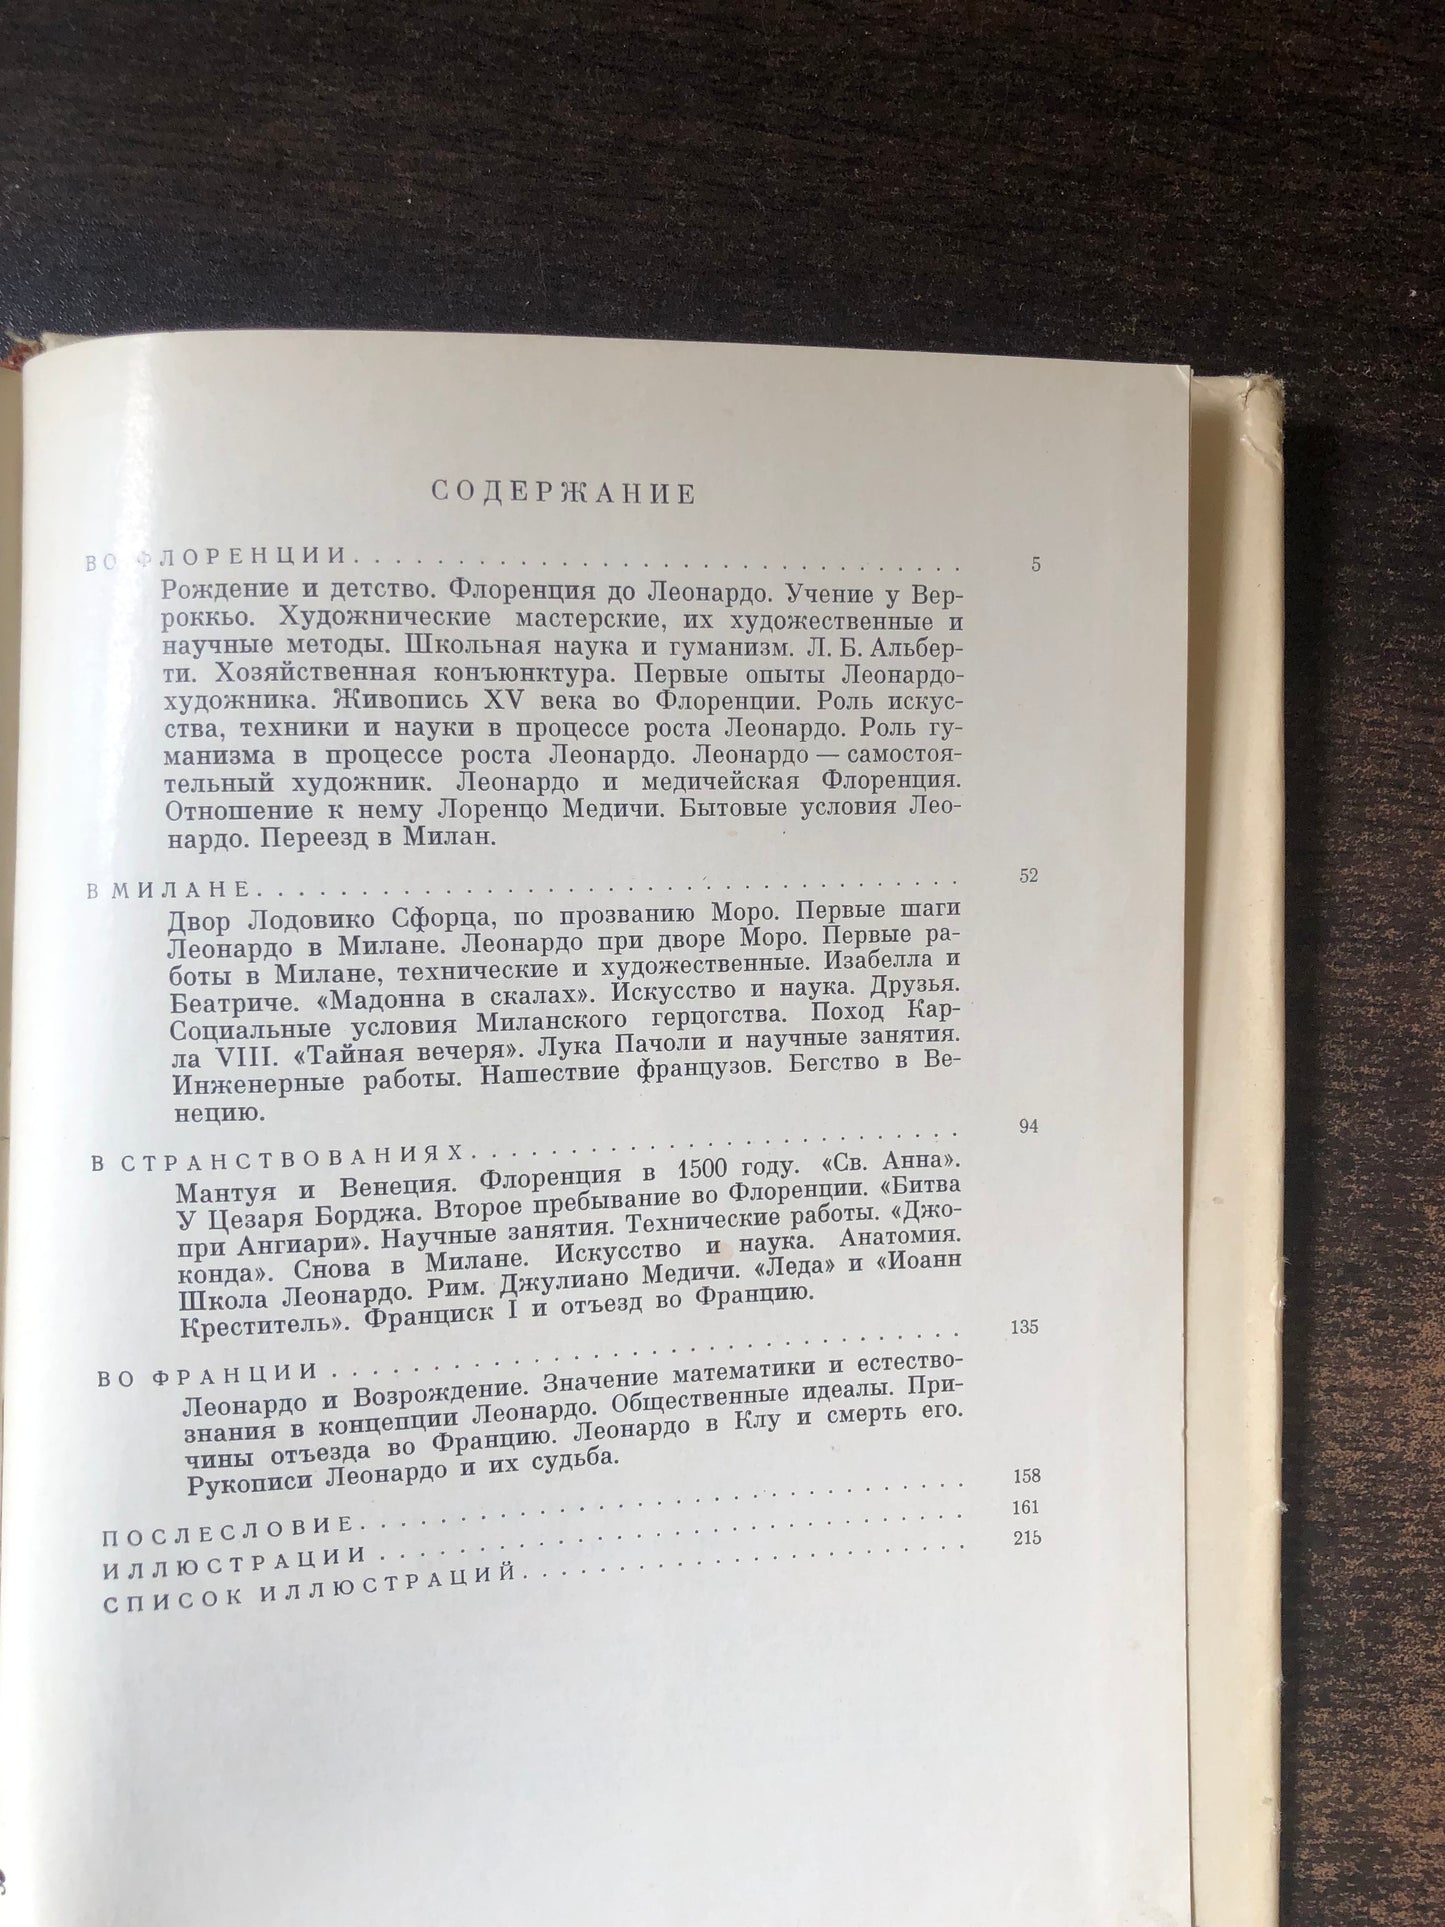 СОДЕРЖАНИЕ
ВО ФЛОРЕНЦИИ . . . . . . . . . . . . . . . . . . . . . . . . . . . . . . 5
Рождение и детство. Флоренция до Леонардо. Учение у Вер-
роккьо. Художнические мастерские, их художественные и
научные методы. Школьная наука и гуманизм. Л. Б. Альбер-
ти. Хозяйственная конъюнктура. Первые опыты Леонардо-
художника. Живопись XV века во Флоренции. Роль искус-
ства, техники и науки в процессе роста Леонардо. Роль гу-
манизма в процессе роста Леонардо. Леонардо — самостоя-
тельный художник. Леонардо и медичейская Флоренция.
Отношение к нему Лоренцо Медичи. Бытовые условия Лео-
нардо. Переезд в Милан.
В МИЛАНЕ . . . . . . . . . . . . . . . . . . . . . . . . . . . . . . . . . . 52
Двор Лодовико Сфорца, по прозванию Моро. Первые шаги
Леонардо в Милане. Леонардо при дворе Моро. Первые ра-
боты в Милане, технические и художественные. Изабелла и
Беатриче. «Мадонна в скалах». Искусство и наука. Друзья.
Социальные условия Миланского герцогства. Поход Кар-
ла VIII. «Тайная вечеря». Лука Пачоли и научные занятия.
Инженерные работы. Нашествие французов. Бегство в Ве-
нецию.
В СТРАНСТВОВАНИЯХ . . . . . . . . . . . . . . . . . . . . . . . . 94
Мантуя и Венеция. Флоренция в 1500 году. «Св. Анна».
У Цезаря Борджа. Второе пребывание во Флоренции. «Битва
при Ангиари». Научные занятия. Технические работы. «Джо-
конда». Снова в Милане. Искусство и наука. Анатомия.
Школа Леонардо. Рим. Джулиано Медичи. «Леда» и «Иоанн
Креститель». Франциск I и отъезд во Францию.
ВО ФРАНЦИИ . . . . . . . . . . . . . . . . . . . . . . . . . . . . . . . 135
Леонардо и Возрождение. Значение математики и естество-
знания в концепции Леонардо. Общественные идеалы. При-
чины отъезда во Францию. Леонардо в Клу и смерть его.
Рукописи Леонардо и их судьба.
ПОСЛЕСЛОВИЕ . . . . . . . . . . . . . . . . . . . . . . . . . . . . . . 158
ИЛЛЮСТРАЦИИ . . . . . . . . . . . . . . . . . . . . . . . . . . . . . 161
СПИСОК ИЛЛЮСТРАЦИЙ . . . . . . . . . . . . . . . . . . . . . 215